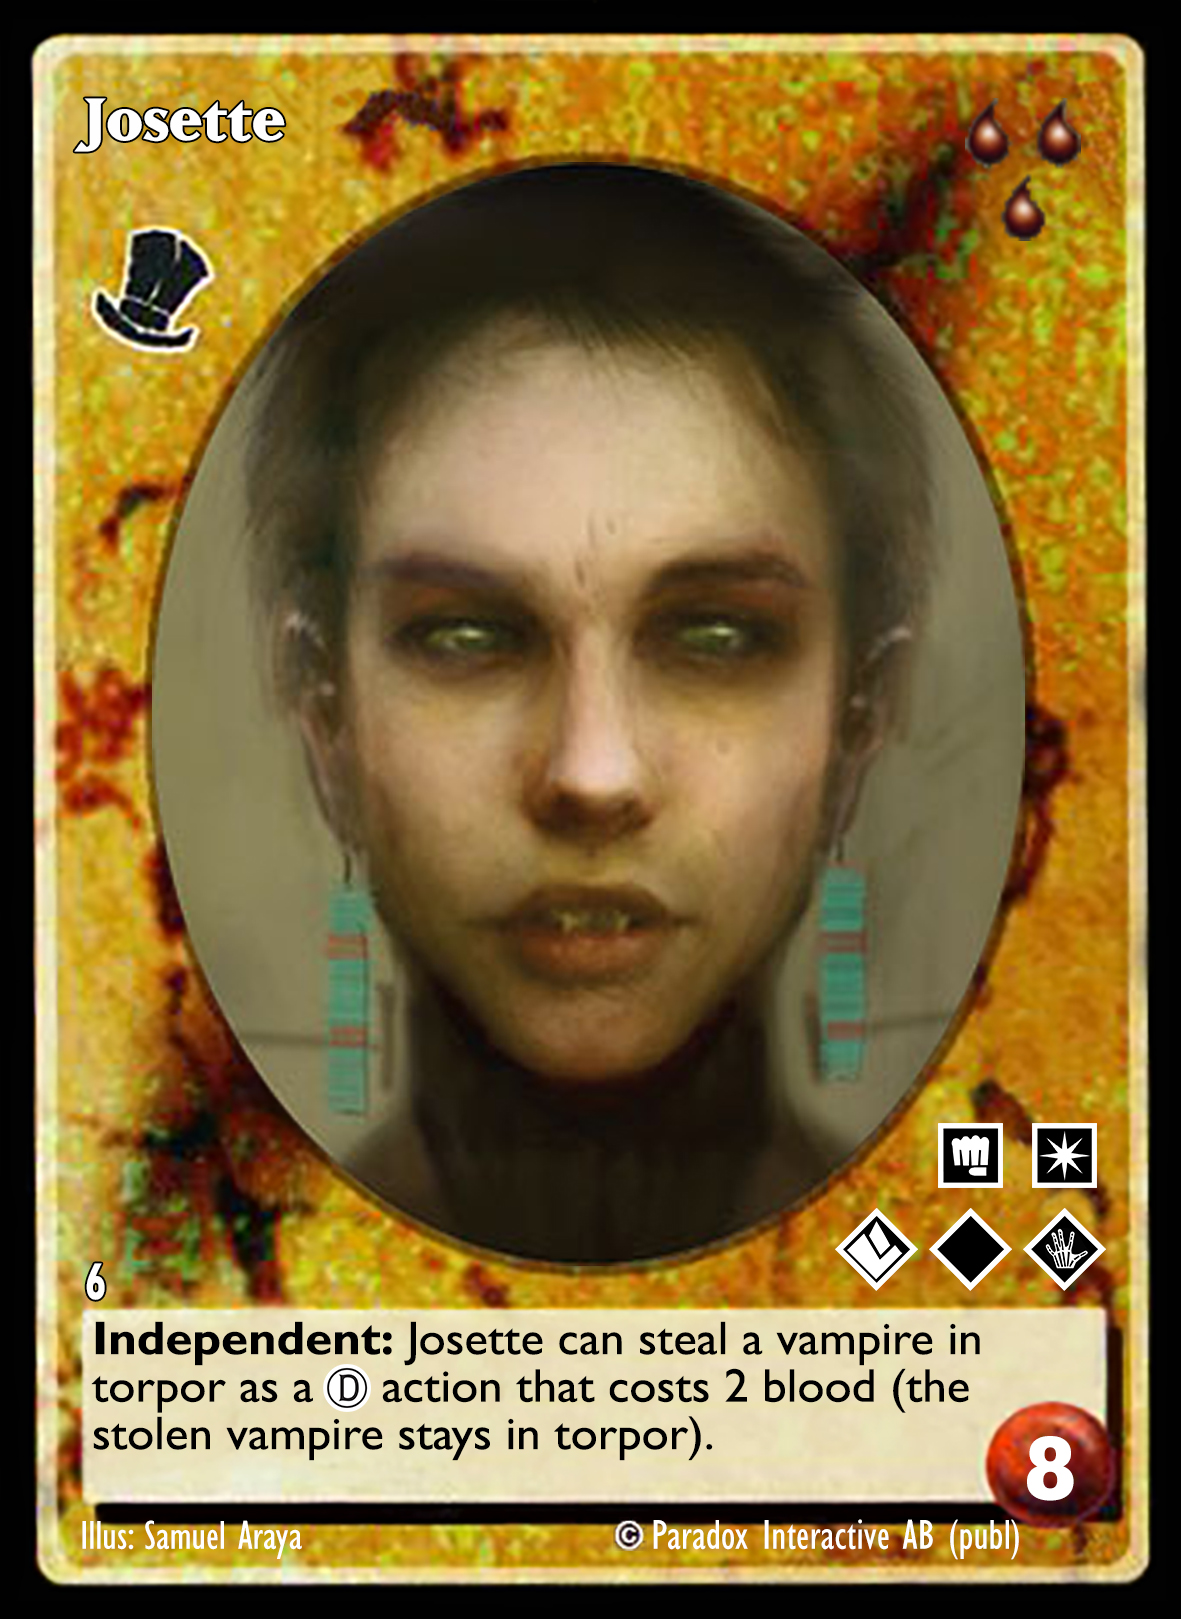 Josette
6
Independent: Josette can steal a vampire in
torpor as a Ⓓ action that costs 2 blood (the
stolen vampire stays in torpor).
8
Illus: Samuel Araya
© Paradox Interactive AB (publ)